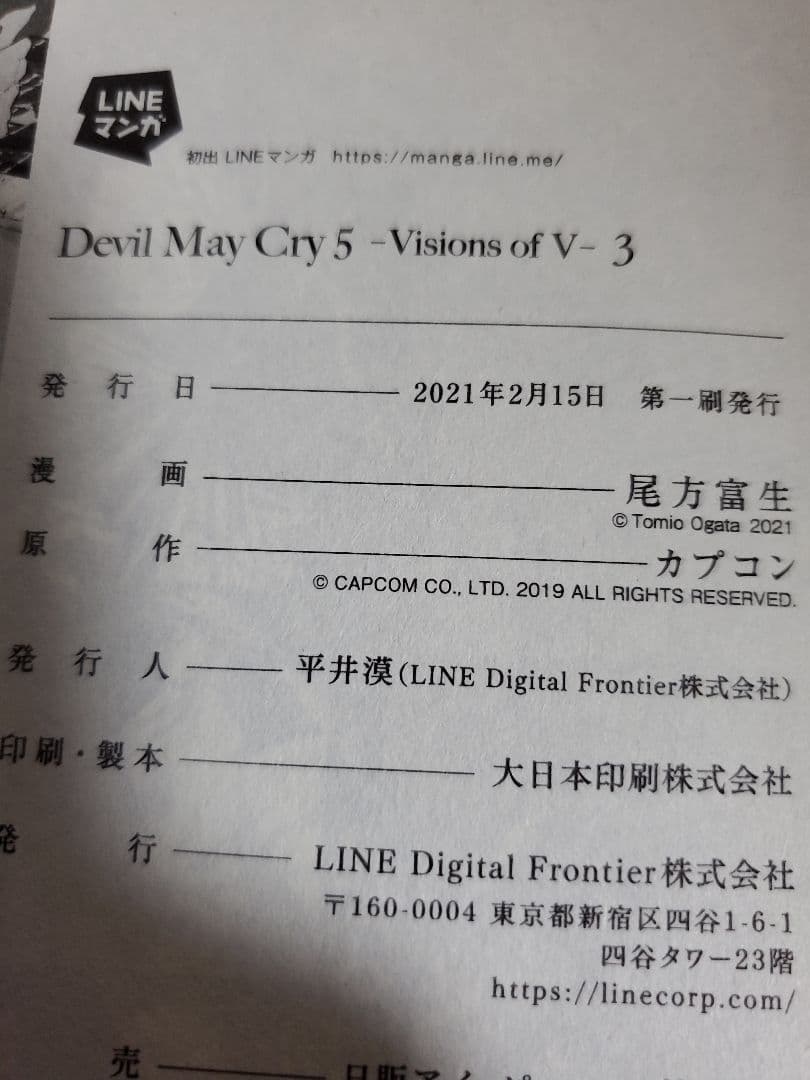 LINE
マンガ
初出 LINEマンガ https://manga.line.me/
Devil May Cry 5 -Visions of V- 3
発行日 2021年2月15日 第一刷発行
漫画 尾方富生
©Tomio Ogata 2021
原作 カプコン
© CAPCOM CO., LTD. 2019 ALL RIGHTS RESERVED.
発行人 平井漠(LINE Digital Frontier株式会社)
印刷・製本 大日本印刷株式会社
発行 LINE Digital Frontier株式会社
〒160-0004 東京都新宿区四谷1-6-1
四谷タワー23階
https://linecorp.com/
売